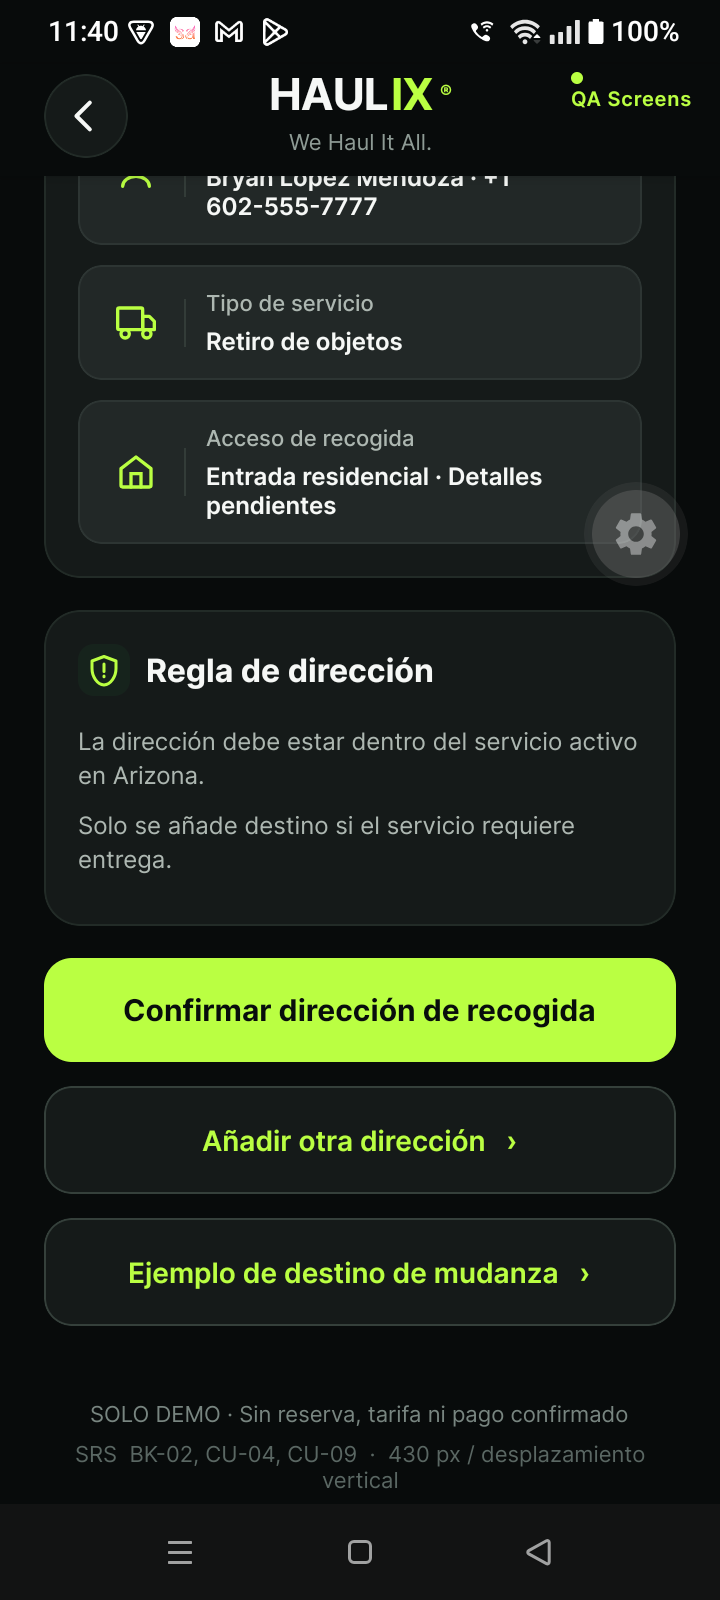 11:40
100%
HAULIX ®
QA Screens
We Haul It All.
Bryan Lopez Mendoza · +1
602-555-7777
Tipo de servicio
Retiro de objetos
Acceso de recogida
Entrada residencial · Detalles
pendientes
Regla de dirección
La dirección debe estar dentro del servicio activo
en Arizona.
Solo se añade destino si el servicio requiere
entrega.
Confirmar dirección de recogida
Añadir otra dirección ›
Ejemplo de destino de mudanza ›
SOLO DEMO · Sin reserva, tarifa ni pago confirmado
SRS BK-02, CU-04, CU-09 · 430 px / desplazamiento
vertical